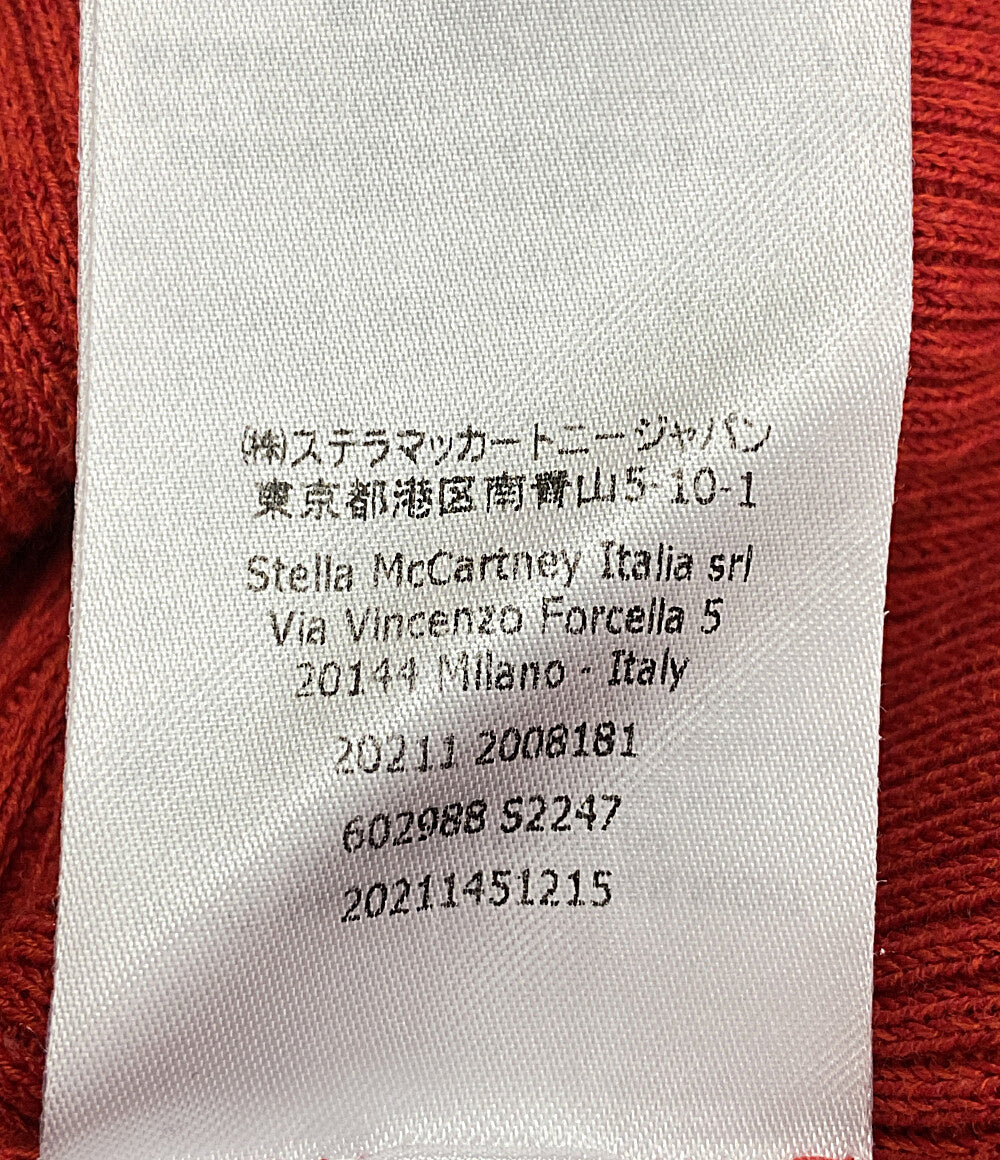 ㈱ステラマッカートニージャパン
東京都港区南青山5-10-1
Stella McCartney Italia srl
Via Vincenzo Forcella 5
20144 Milano - Italy
20211 2008181
602988 S2247
20211451215